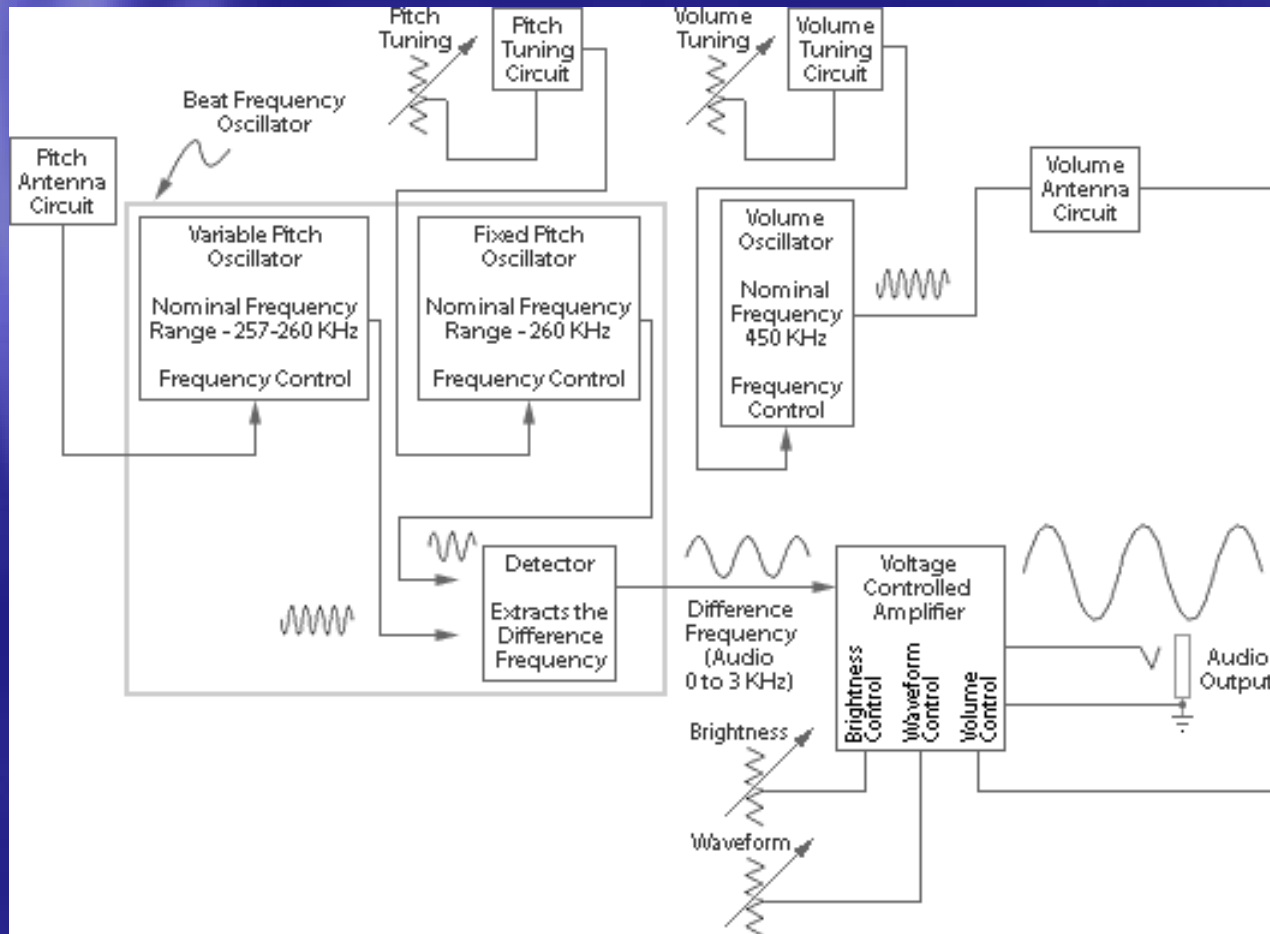 Pitch
Tuning
Pitch
Tuning
Circuit
Volume
Tuning
Volume
Tuning
Circuit
Beat Frequency
Oscillator
Pitch
Antenna
Circuit
Volume
Antenna
Circuit
Variable Pitch
Oscillator
Nominal Frequency
Range - 257-260 KHz
Frequency Control
Fixed Pitch
Oscillator
Nominal Frequency
Range - 260 KHz
Frequency Control
Volume
Oscillator
Nominal
Frequency
450 KHz
Frequency
Control
Detector
Extracts the
Difference
Frequency
Difference
Frequency
(Audio
0 to 3 KHz)
Voltage
Controlled
Amplifier
Brightness
Control
Waveform
Control
Volume
Control
Audio
Output
Brightness
Waveform